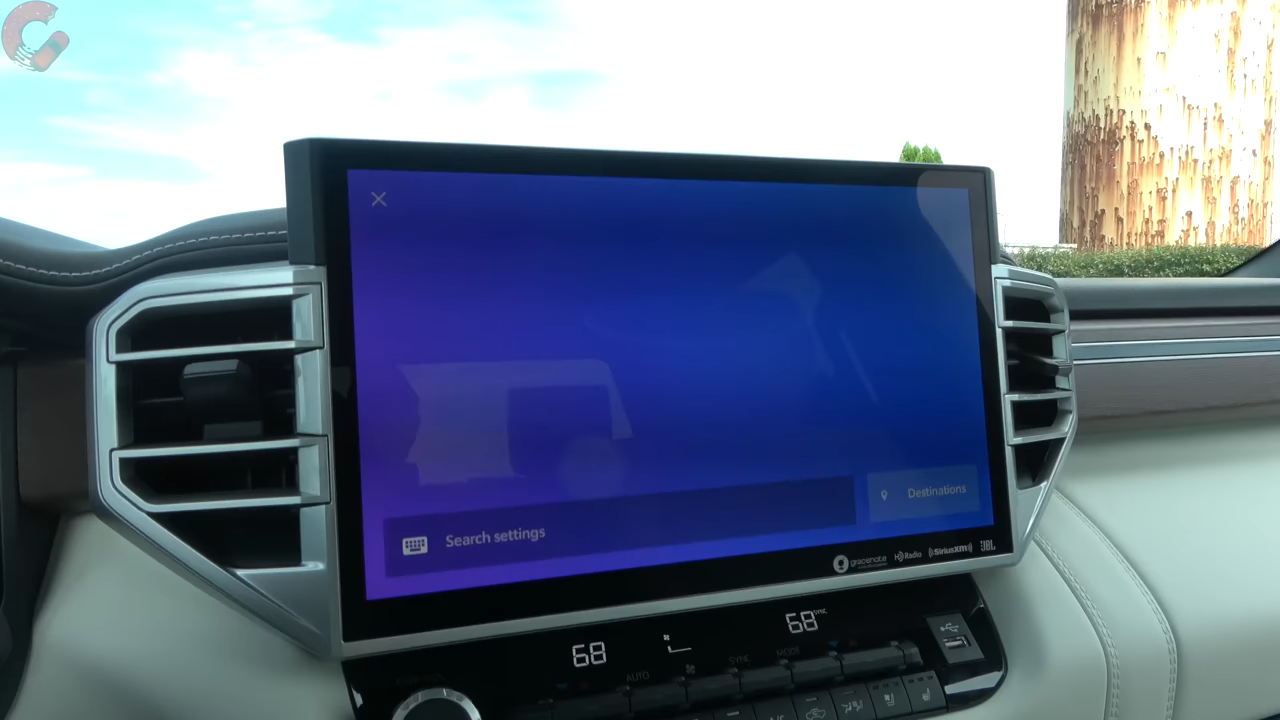 Search settings
Destinations
gracenote
HD Radio
((SiriusXM))
JBL
68
68 SYNC
AUTO
SYNC
MODE
A/C